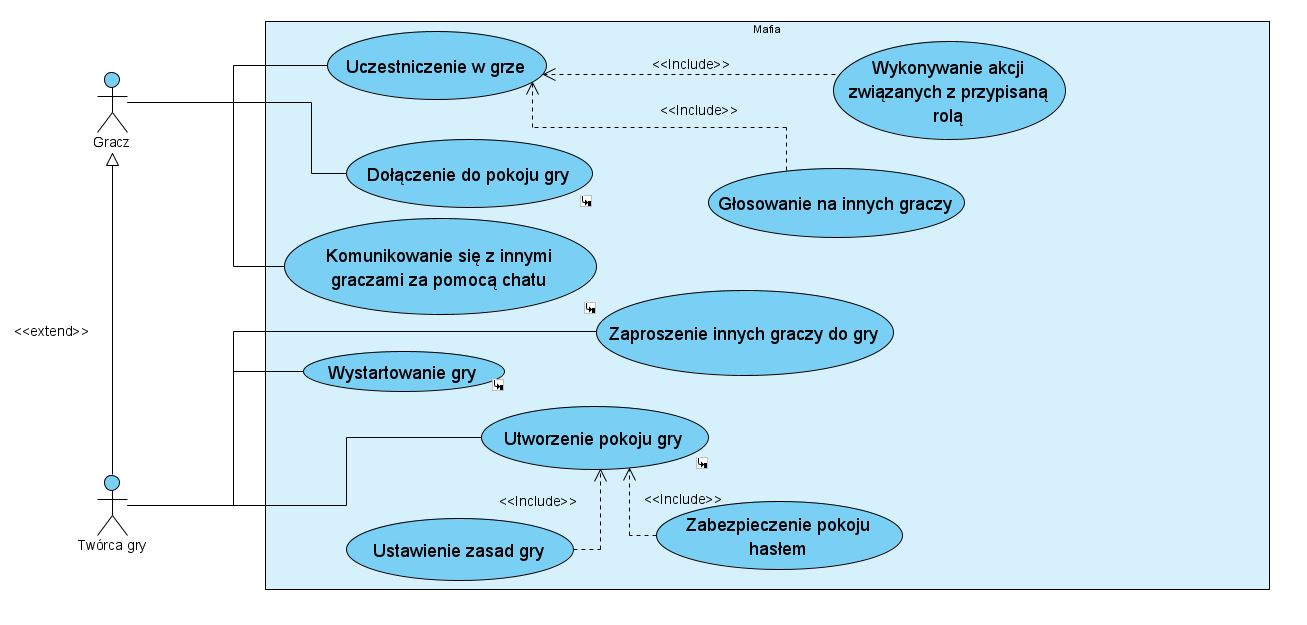 Mafia
Uczestniczenie w grze
<<Include>>
Wykonywanie akcji
związanych z przypisaną
rolą
<<Include>>
Gracz
Dołączenie do pokoju gry
Głosowanie na innych graczy
Komunikowanie się z innymi
graczami za pomocą chatu
<<extend>>
Zaproszenie innych graczy do gry
Wystartowanie gry
Utworzenie pokoju gry
<<Include>>
<<Include>>
Zabezpieczenie pokoju
hasłem
Ustawienie zasad gry
Twórca gry